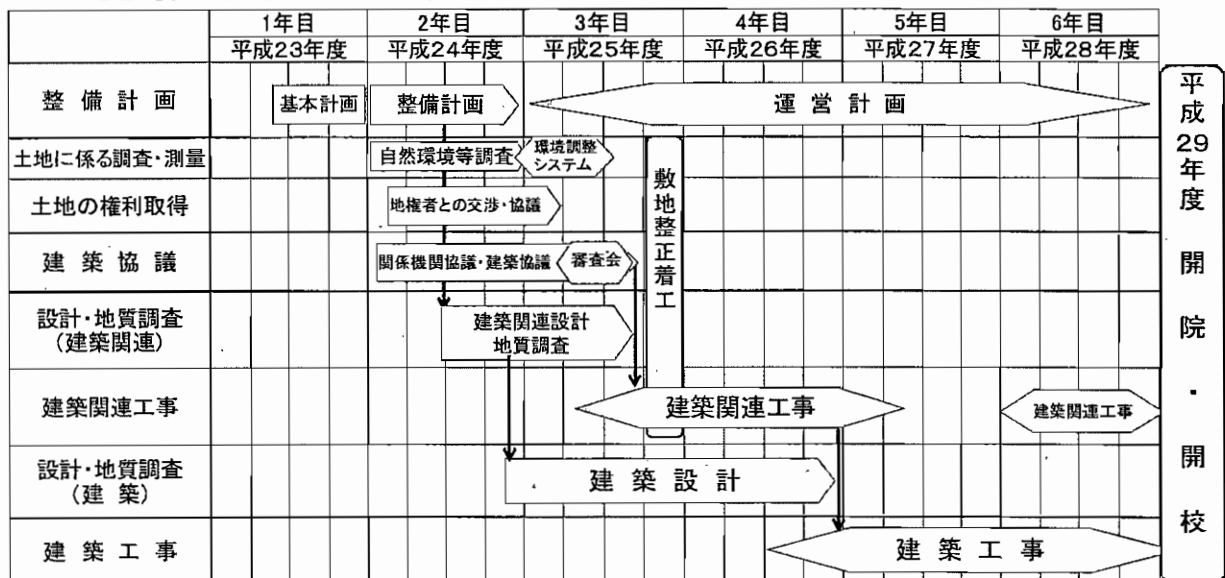 1年目 2年目 3年目 4年目 5年目 6年目
平成23年度 平成24年度 平成25年度 平成26年度 平成27年度 平成28年度
整備計画 基本計画 整備計画 運営計画
土地に係る調査・測量 自然環境等調査 環境調整
システム
土地の権利取得 地権者との交渉・協議
敷地整正着工
建築協議 関係機関協議・建築協議 審査会
設計・地質調査
(建築関連)
建築関連設計
地質調査
建築関連工事 建築関連工事 建築関連工事
設計・地質調査
(建築)
建築設計
建築工事 建築工事
平成29年度開院・開校